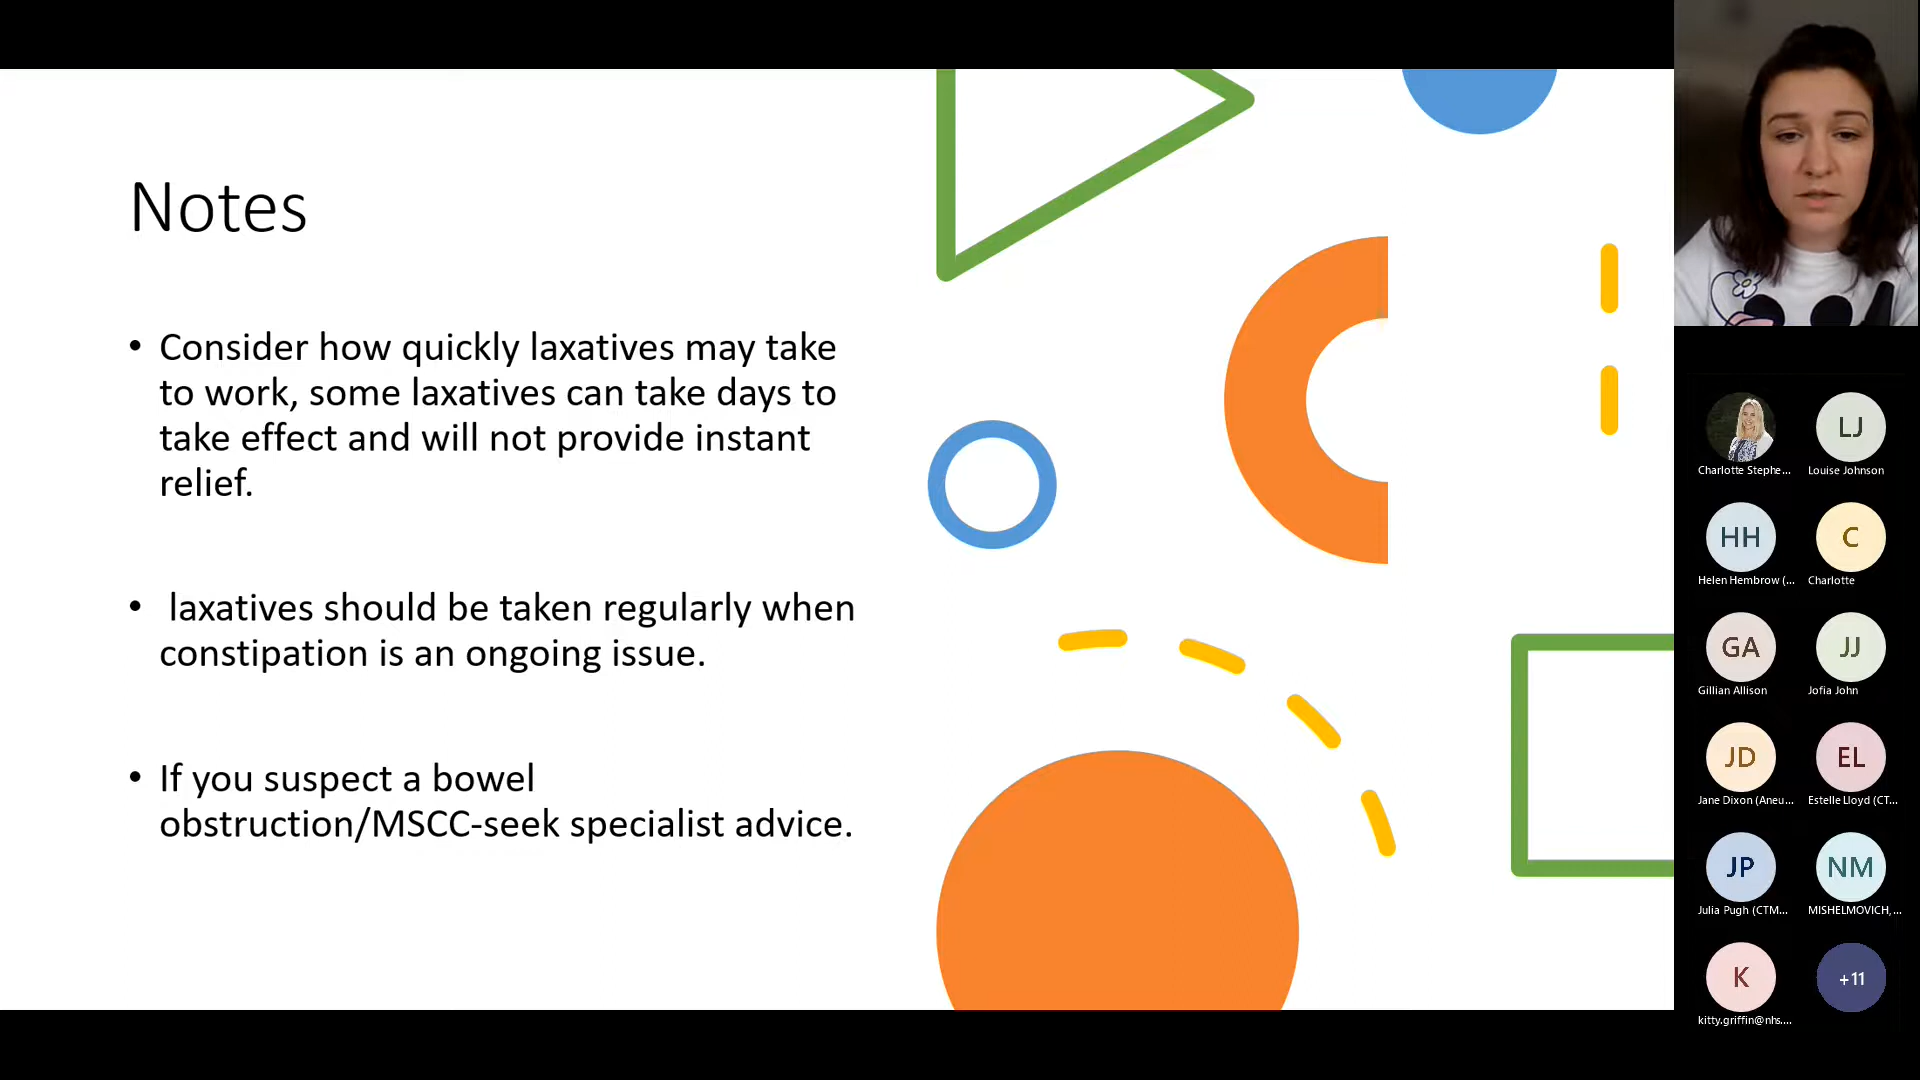 Notes
• Consider how quickly laxatives may take
to work, some laxatives can take days to
take effect and will not provide instant
relief.
• laxatives should be taken regularly when
constipation is an ongoing issue.
• If you suspect a bowel
obstruction/MSCC-seek specialist advice.
Charlotte Stephe...
LJ
Louise Johnson
HH
Helen Hembrow (...
C
Charlotte
GA
Gillian Allison
JJ
Jofia John
JD
Jane Dixon (Aneu...
EL
Estelle Lloyd (CT...
JP
Julia Pugh (CTM...
NM
MISHELMOVICH,...
K
kitty.griffin@nhs....
+11